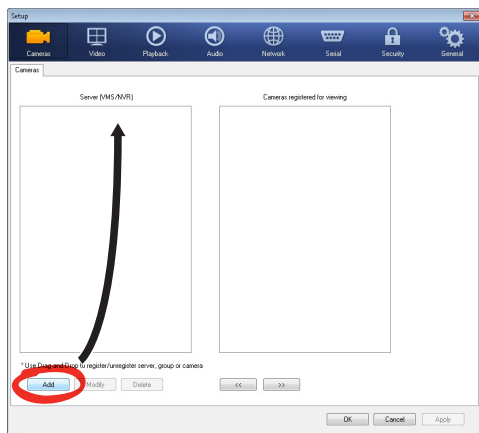 Setup
Cameras
Video
Playback
Audio
Network
Serial
Security
General
Cameras
Server (VMS/NVR)
Cameras registered for viewing
* Use Drag and Drop to register/unregister server, group or camera
Add
Modify
Delete
<<
>>
OK
Cancel
Apply